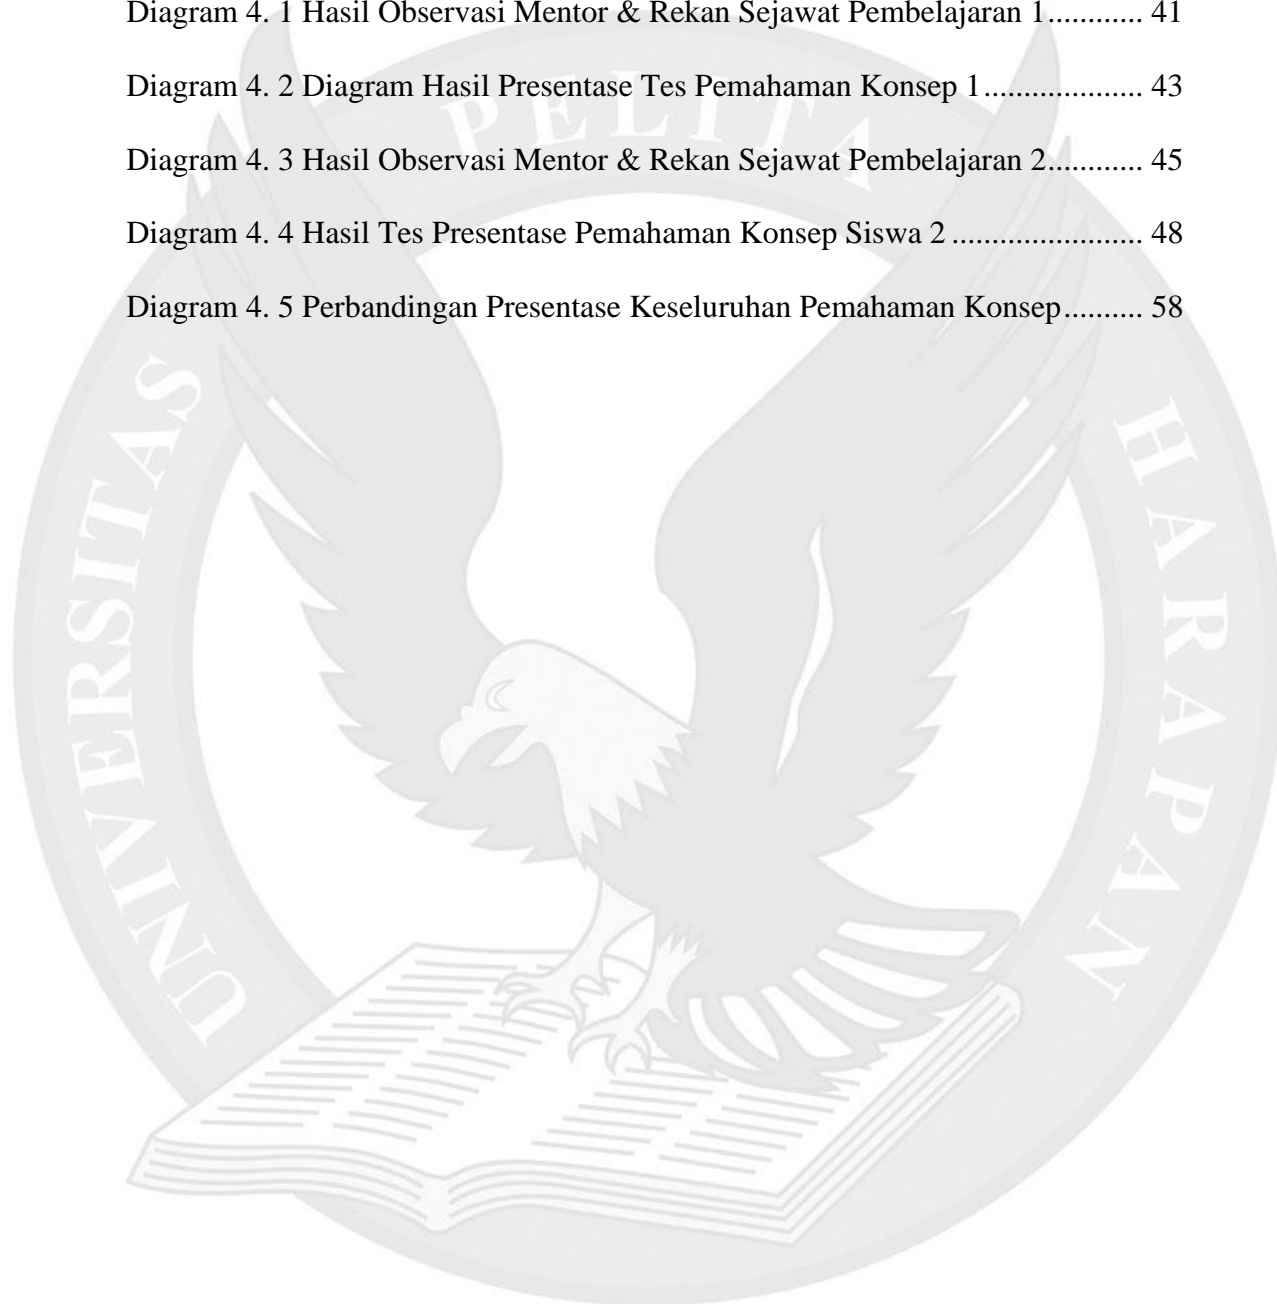 Diagram 4. 1 Hasil Observasi Mentor & Rekan Sejawat Pembelajaran 1............ 41
Diagram 4. 2 Diagram Hasil Presentase Tes Pemahaman Konsep 1.................... 43
Diagram 4. 3 Hasil Observasi Mentor & Rekan Sejawat Pembelajaran 2............ 45
Diagram 4. 4 Hasil Tes Presentase Pemahaman Konsep Siswa 2........................ 48
Diagram 4. 5 Perbandingan Presentase Keseluruhan Pemahaman Konsep.......... 58
UNIVERSITAS
PELITA
HARAPAN